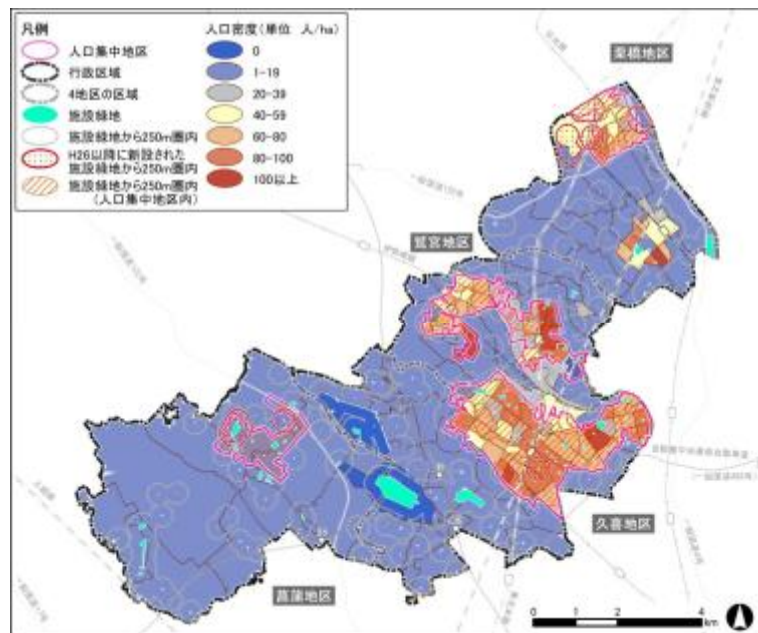 凡例
人口集中地区
行政区域
4地区の区域
施設緑地
施設緑地から250m圏内
H26以降に新設された
施設緑地から250m圏内
施設緑地から250m圏内
(人口集中地区内)
人口密度(単位 人/ha)
0
1-19
20-39
40-59
60-80
80-100
100以上
栗橋地区
鷲宮地区
久喜地区
菖蒲地区
0 1 2 4
km